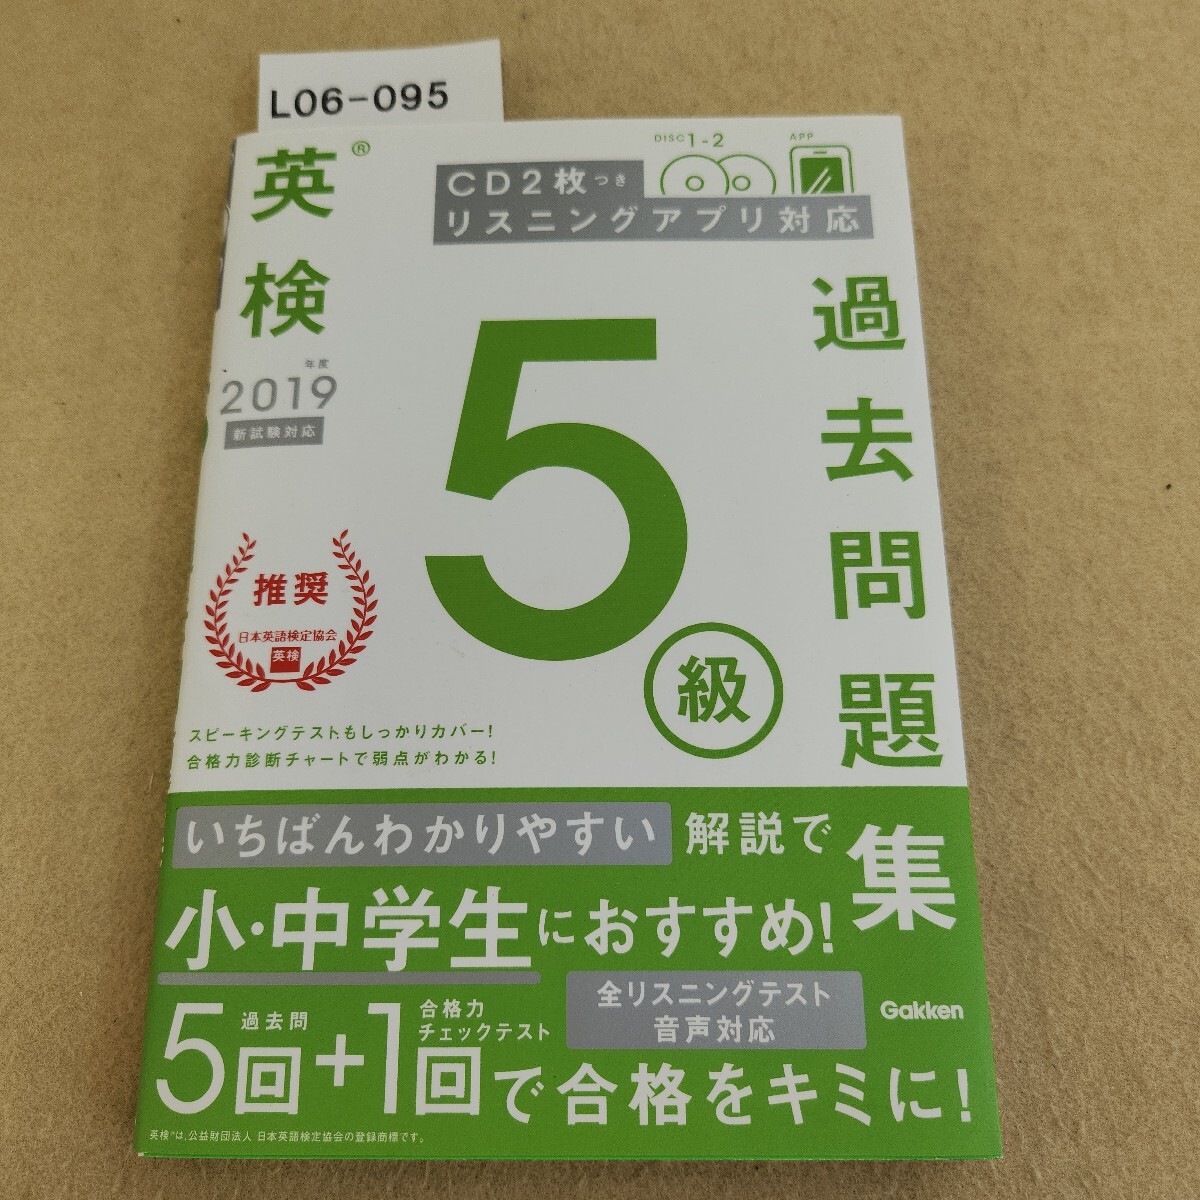 L06-095
英検®
年度
2019
新試験対応
DISC 1-2
APP
CD2枚つき
リスニングアプリ対応
5級
過去問題集
推奨
日本英語検定協会
英検
スピーキングテストもしっかりカバー!
合格力診断チャートで弱点がわかる!
いちばんわかりやすい 解説で
小・中学生におすすめ!
過去問
5回
+
合格力
チェックテスト
1回
で合格をキミに!
全リスニングテスト
音声対応
Gakken
英検®は、公益財団法人 日本英語検定協会の登録商標です。